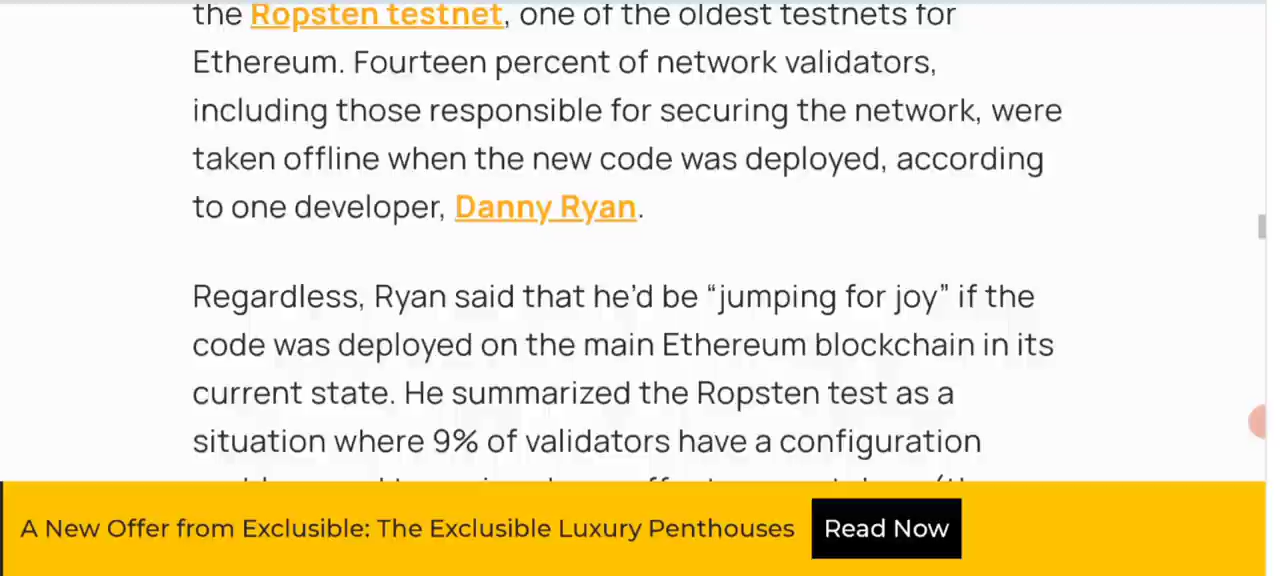 the Ropsten testnet, one of the oldest testnets for
Ethereum. Fourteen percent of network validators,
including those responsible for securing the network, were
taken offline when the new code was deployed, according
to one developer, Danny Ryan.
Regardless, Ryan said that he’d be “jumping for joy” if the
code was deployed on the main Ethereum blockchain in its
current state. He summarized the Ropsten test as a
situation where 9% of validators have a configuration
A New Offer from Exclusible: The Exclusible Luxury Penthouses Read Now